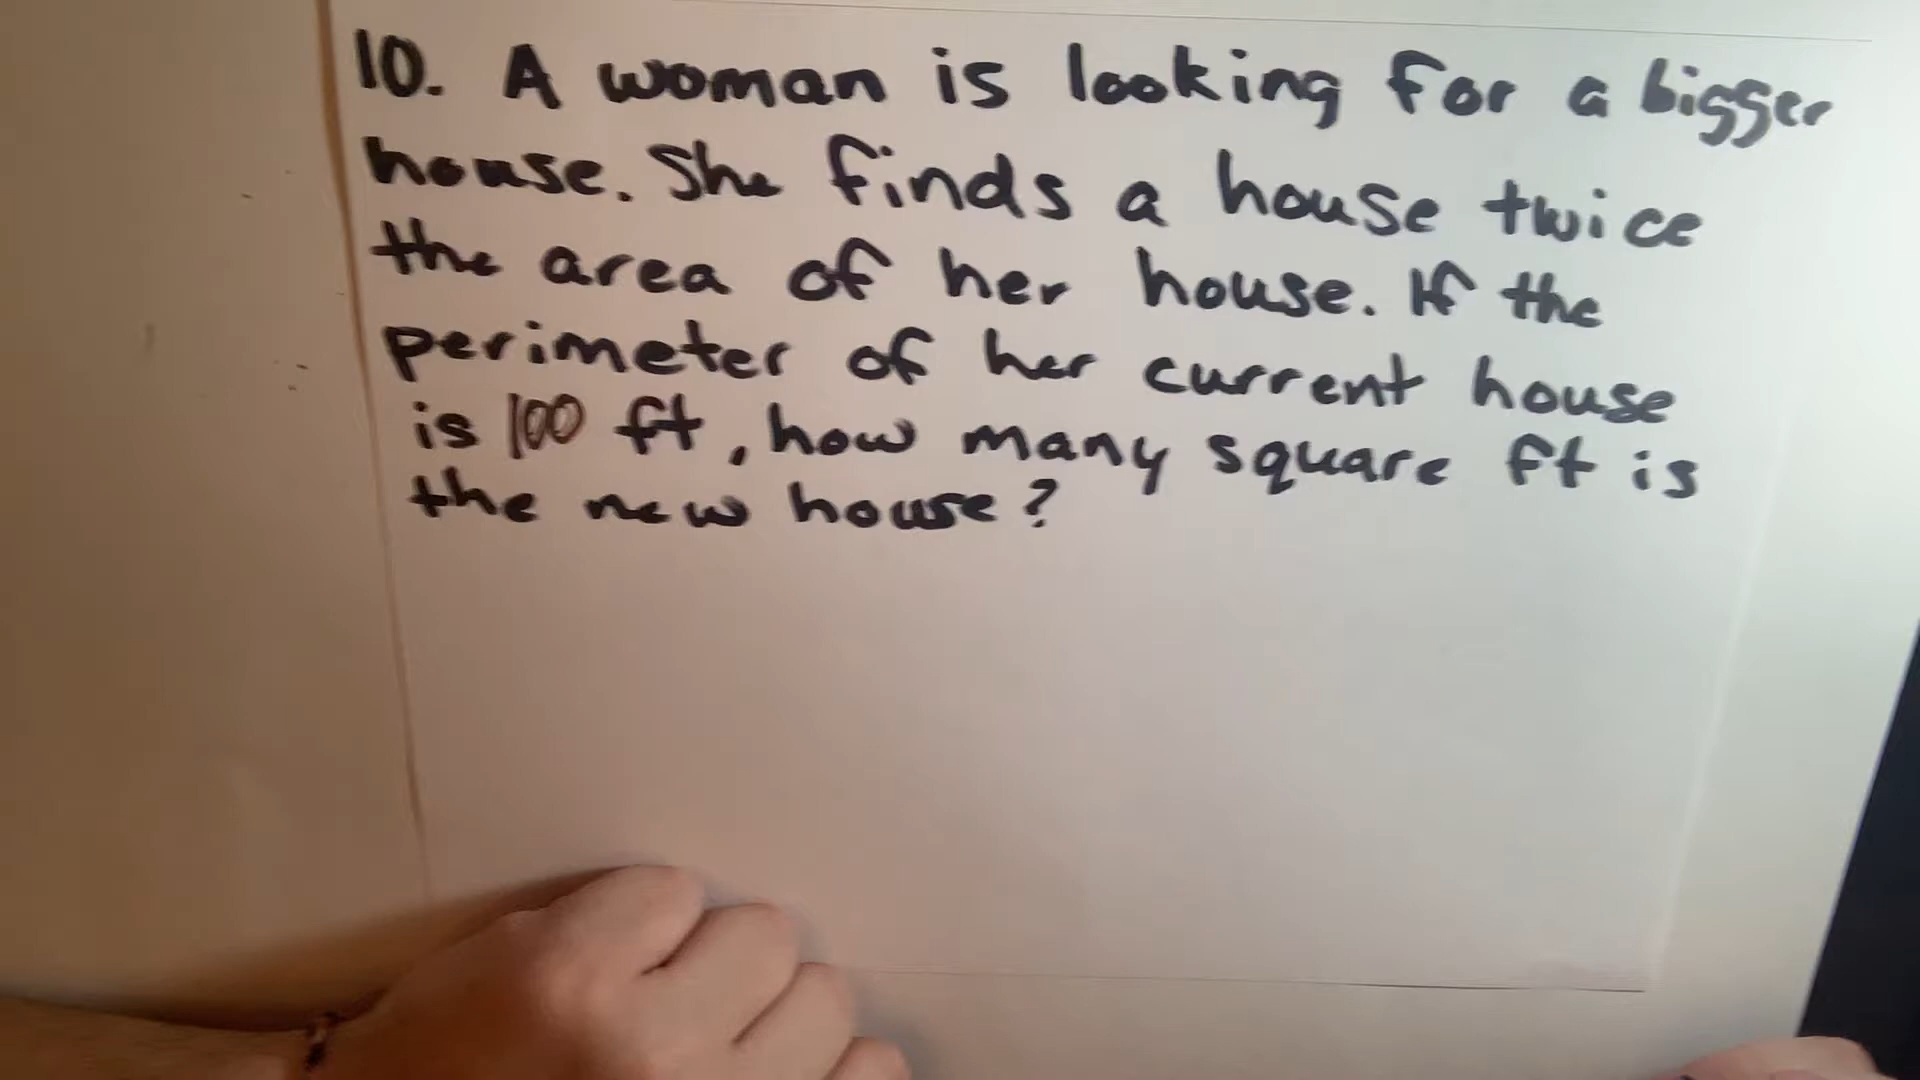 10. A woman is looking for a bigger
house. She finds a house twice
the area of her house. If the
perimeter of her current house
is 100 ft, how many square ft is
the new house?